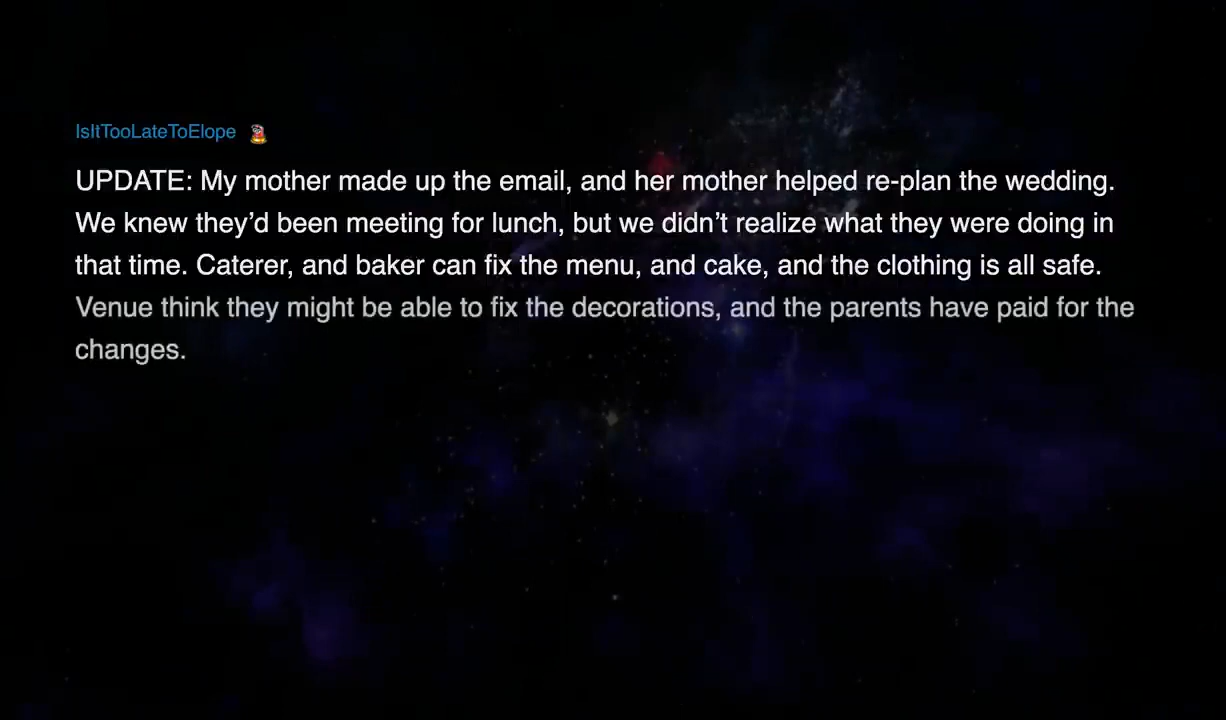 IsItTooLateToElope
UPDATE: My mother made up the email, and her mother helped re-plan the wedding.
We knew they’d been meeting for lunch, but we didn’t realize what they were doing in
that time. Caterer, and baker can fix the menu, and cake, and the clothing is all safe.
Venue think they might be able to fix the decorations, and the parents have paid for the
changes.